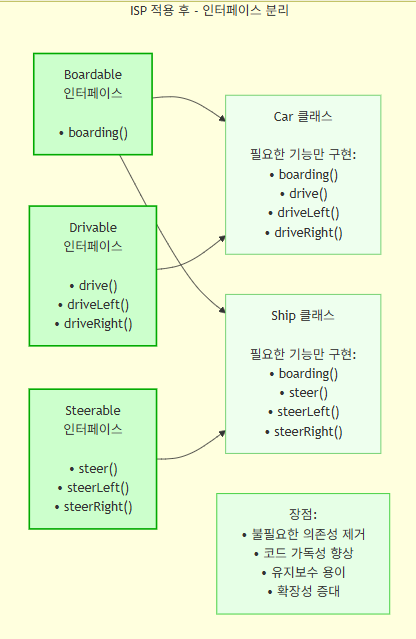 ISP 적용 후 - 인터페이스 분리
Boardable
인터페이스
• boarding()
Drivable
인터페이스
• drive()
• driveLeft()
• driveRight()
Steerable
인터페이스
• steer()
• steerLeft()
• steerRight()
Car 클래스
필요한 기능만 구현:
• boarding()
• drive()
• driveLeft()
• driveRight()
Ship 클래스
필요한 기능만 구현:
• boarding()
• steer()
• steerLeft()
• steerRight()
장점:
• 불필요한 의존성 제거
• 코드 가독성 향상
• 유지보수 용이
• 확장성 증대